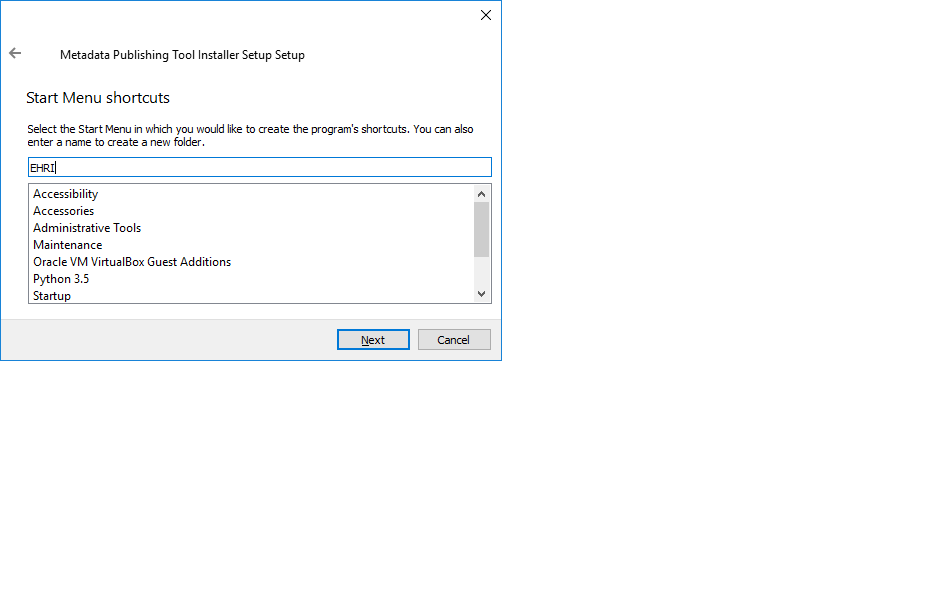 Metadata Publishing Tool Installer Setup Setup
Start Menu shortcuts
Select the Start Menu in which you would like to create the program's shortcuts. You can also
enter a name to create a new folder.
EHRI
Accessibility
Accessories
Administrative Tools
Maintenance
Oracle VM VirtualBox Guest Additions
Python 3.5
Startup
Next
Cancel